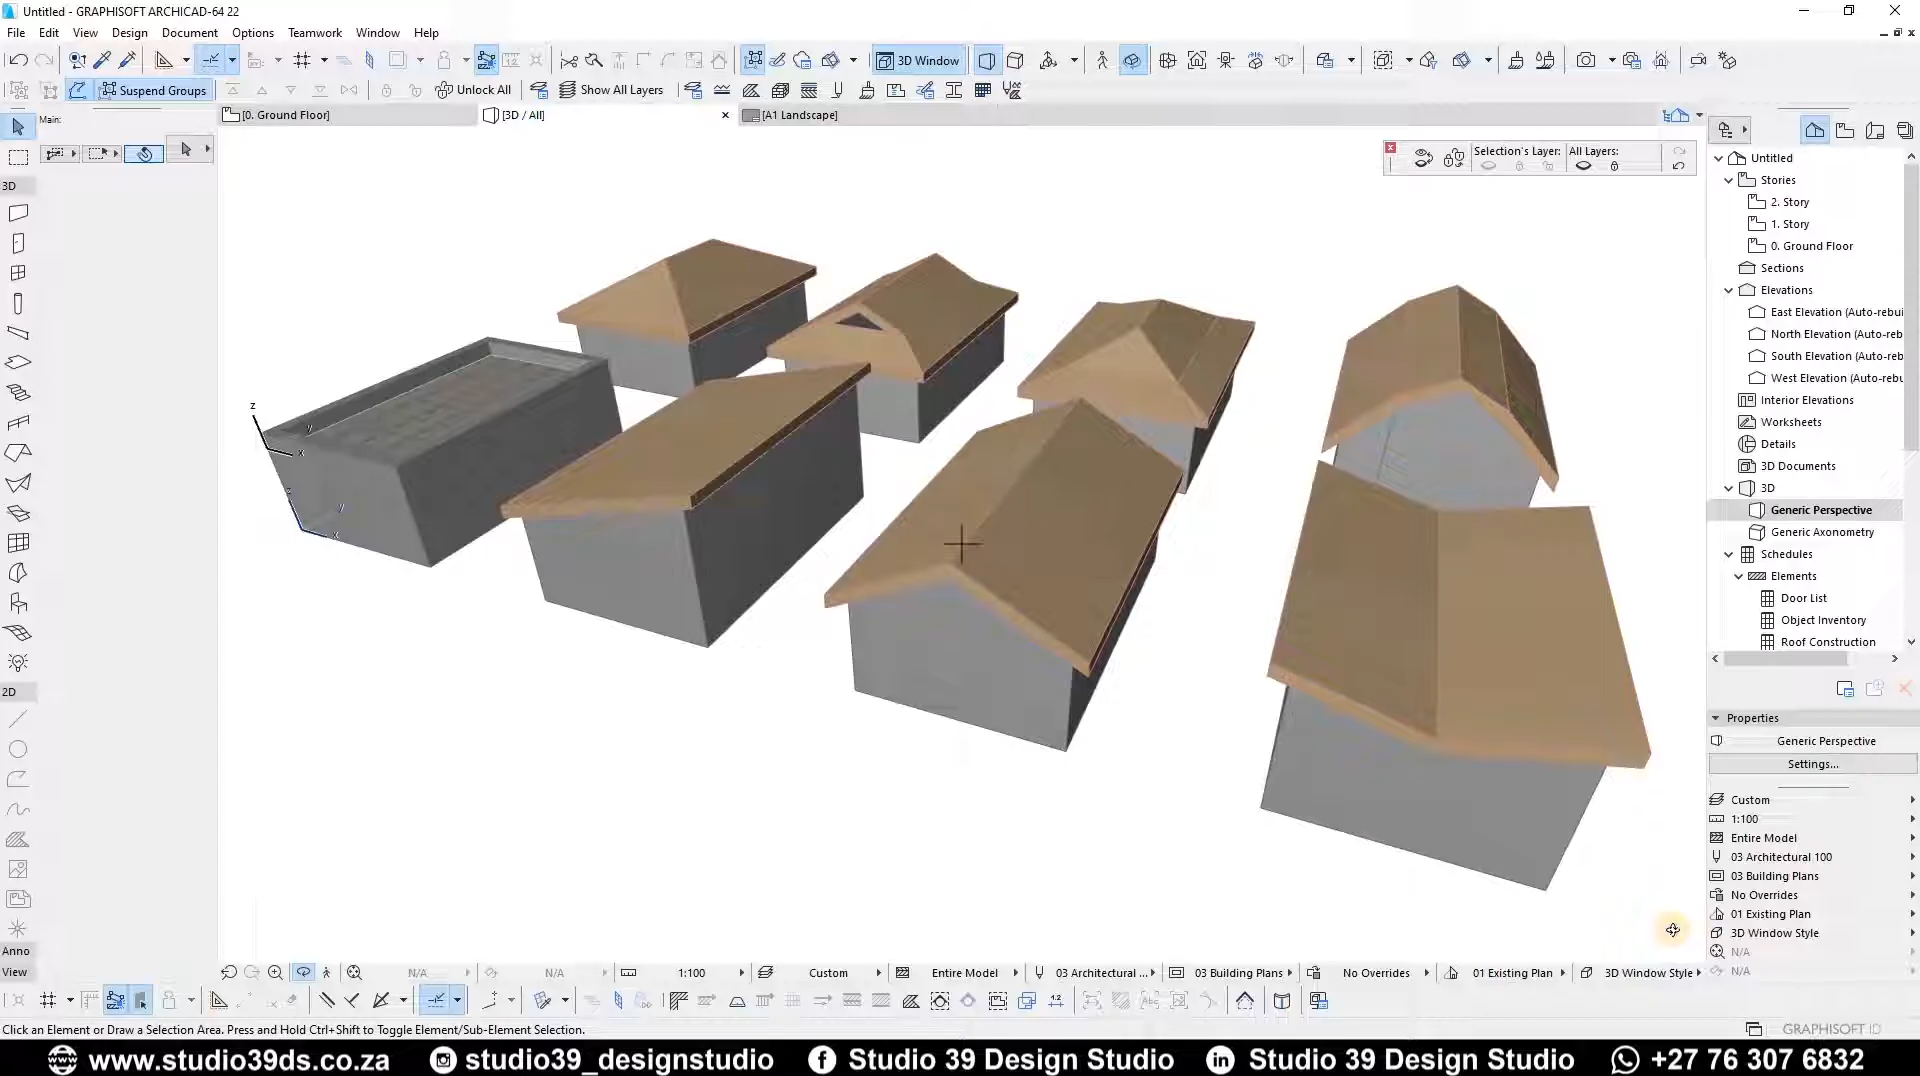 Untitled - GRAPHISOFT ARCHICAD-64 22
File Edit View Design Document Options Teamwork Window Help
3D Window
Suspend Groups
Unlock All
Show All Layers
[0. Ground Floor]
[3D / All]
[A1 Landscape]
Main:
Selection's Layer:
All Layers:
3D
Untitled
Stories
2. Story
1. Story
0. Ground Floor
Sections
Elevations
East Elevation (Auto-rebui
North Elevation (Auto-reb
South Elevation (Auto-reb
West Elevation (Auto-rebu
Interior Elevations
Worksheets
Details
3D Documents
3D
Generic Perspective
Generic Axonometry
Schedules
Elements
Door List
Object Inventory
Roof Construction
z
y
x
z
y
x
2D
Properties
Generic Perspective
Settings...
Custom
1:100
Entire Model
03 Architectural 100
03 Building Plans
No Overrides
01 Existing Plan
3D Window Style
N/A
N/A
Anno
View
N/A N/A 1:100 Custom Entire Model 03 Architectural ... 03 Building Plans No Overrides 01 Existing Plan 3D Window Style
1.2
Abc
Click an Element or Draw a Selection Area. Press and Hold Ctrl+Shift to Toggle Element/Sub-Element Selection.
GRAPHISOFT ID
www.studio39ds.co.za studio39_designstudio Studio 39 Design Studio Studio 39 Design Studio +27 76 307 6832